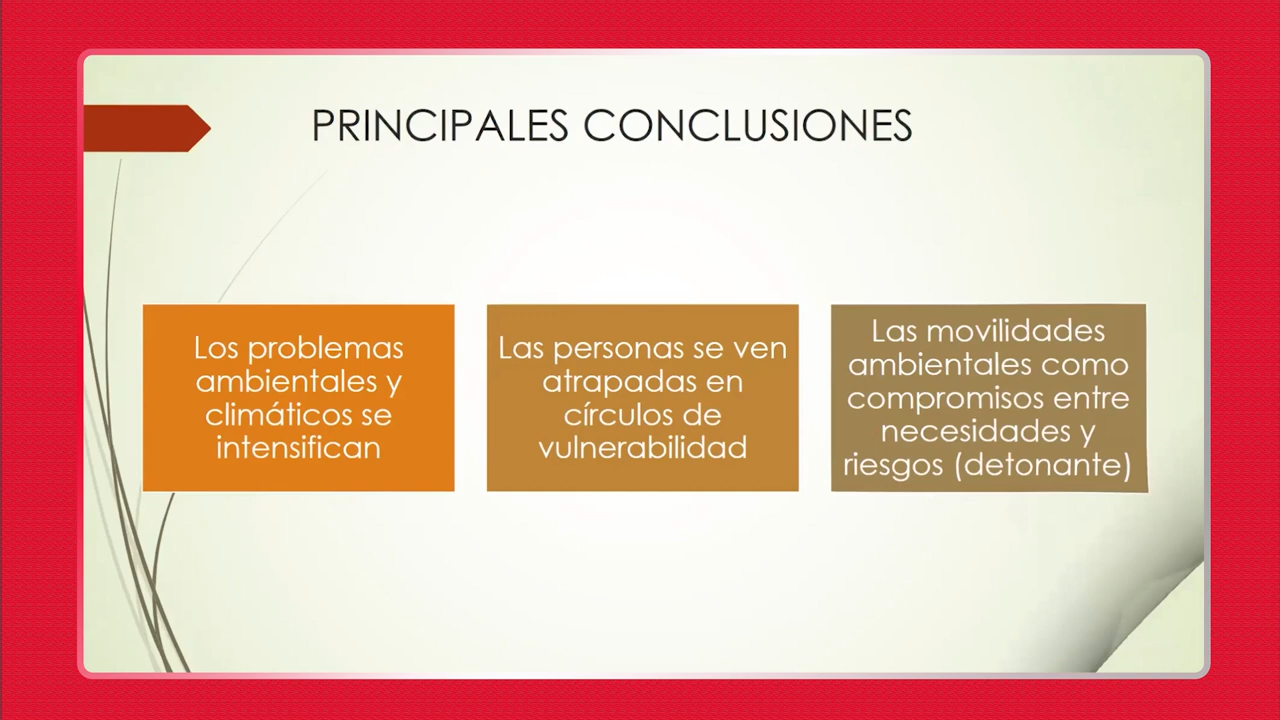 PRINCIPALES CONCLUSIONES
Los problemas
ambientales y
climáticos se
intensifican
Las personas se ven
atrapadas en
círculos de
vulnerabilidad
Las movilidades
ambientales como
compromisos entre
necesidades y
riesgos (detonante)